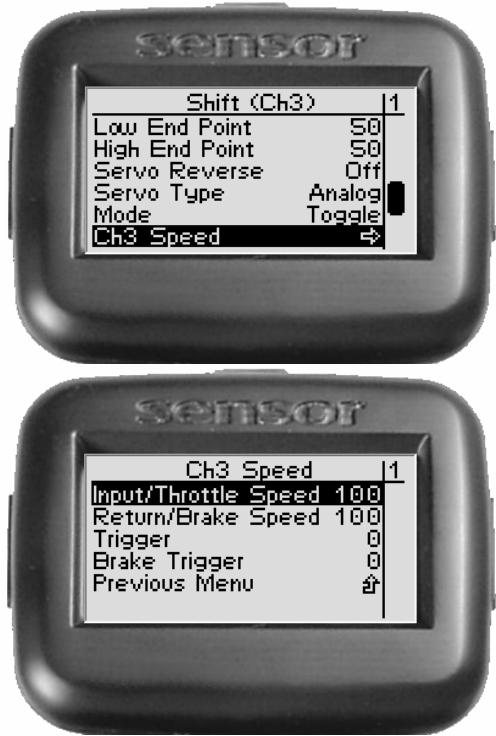 sensor
Shift (Ch3) 1
Low End Point 50
High End Point 50
Servo Reverse Off
Servo Type Analog
Mode Toggle
Ch3 Speed ⇨
sensor
Ch3 Speed 1
Input/Throttle Speed 100
Return/Brake Speed 100
Trigger 0
Brake Trigger 0
Previous Menu